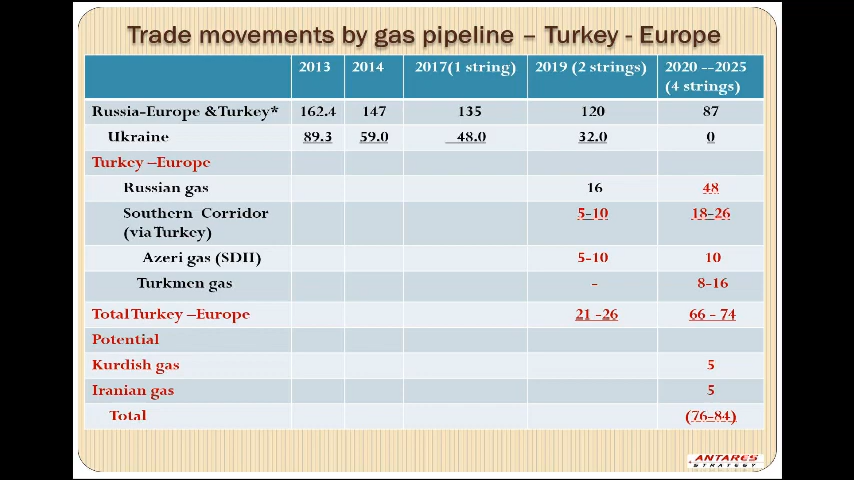 Trade movements by gas pipeline – Turkey - Europe
2013 2014 2017(1 string) 2019 (2 strings) 2020 --2025
(4 strings)
Russia-Europe &Turkey* 162.4 147 135 120 87
Ukraine 89.3 59.0 48.0 32.0 0
Turkey –Europe
Russian gas 16 48
Southern Corridor 5-10 18-26
(via Turkey)
Azeri gas (SDII) 5-10 10
Turkmen gas - 8-16
Total Turkey –Europe 21 -26 66 - 74
Potential
Kurdish gas 5
Iranian gas 5
Total (76-84)
ANTARES
STRATEGY